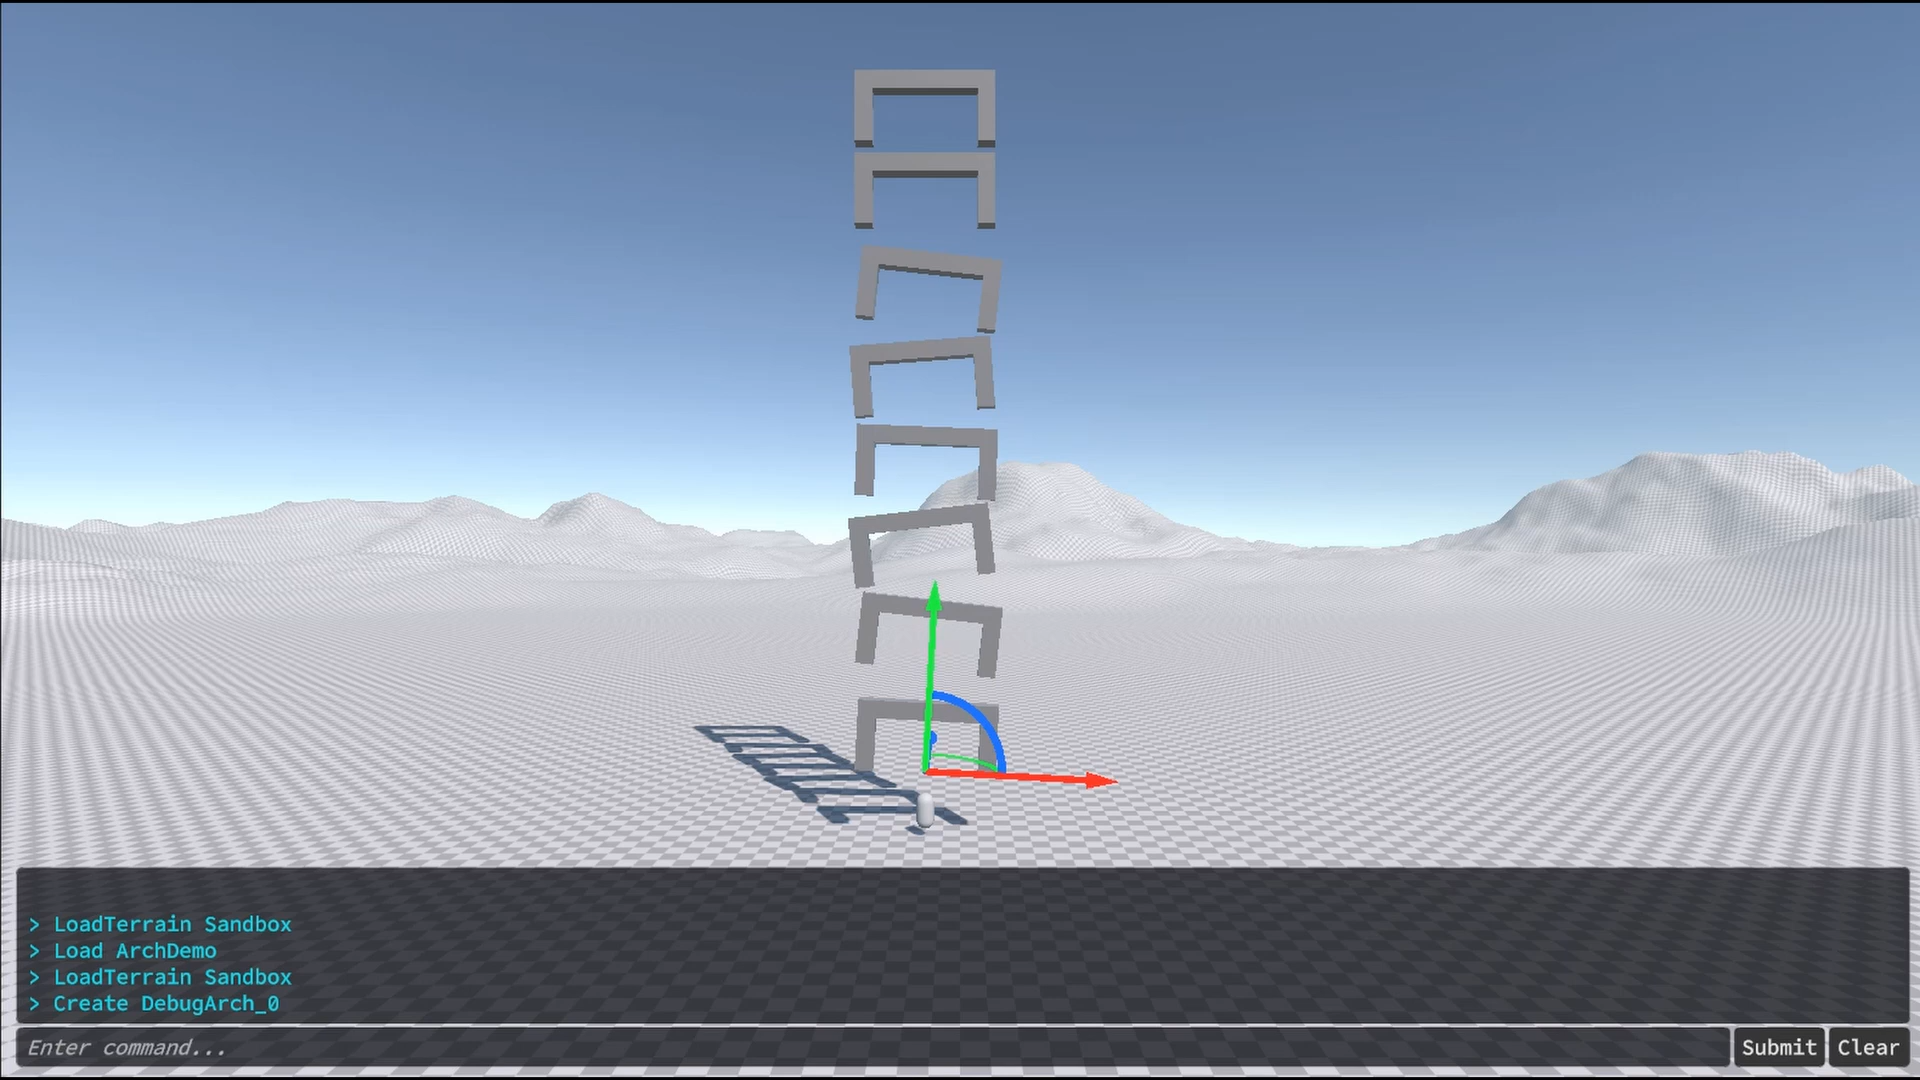 > LoadTerrain Sandbox
> Load ArchDemo
> LoadTerrain Sandbox
> Create DebugArch_0
Enter command...
Submit
Clear